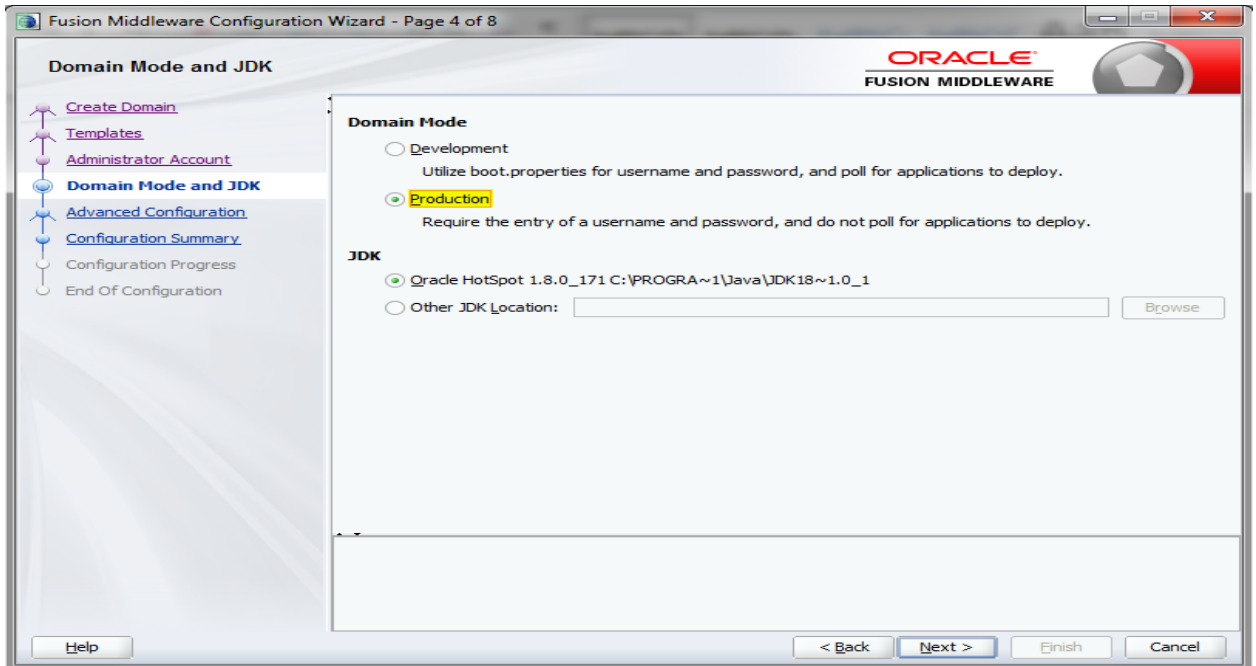 Fusion Middleware Configuration Wizard - Page 4 of 8
Domain Mode and JDK
ORACLE
FUSION MIDDLEWARE
Create Domain
Templates
Administrator Account
Domain Mode and JDK
Advanced Configuration
Configuration Summary
Configuration Progress
End Of Configuration
Domain Mode
Development
Utilize boot.properties for username and password, and poll for applications to deploy.
Production
Require the entry of a username and password, and do not poll for applications to deploy.
JDK
Oracle HotSpot 1.8.0_171 C:\PROGRA~1\Java\JDK18~1.0_1
Other JDK Location:
Browse
Help
< Back
Next >
Finish
Cancel